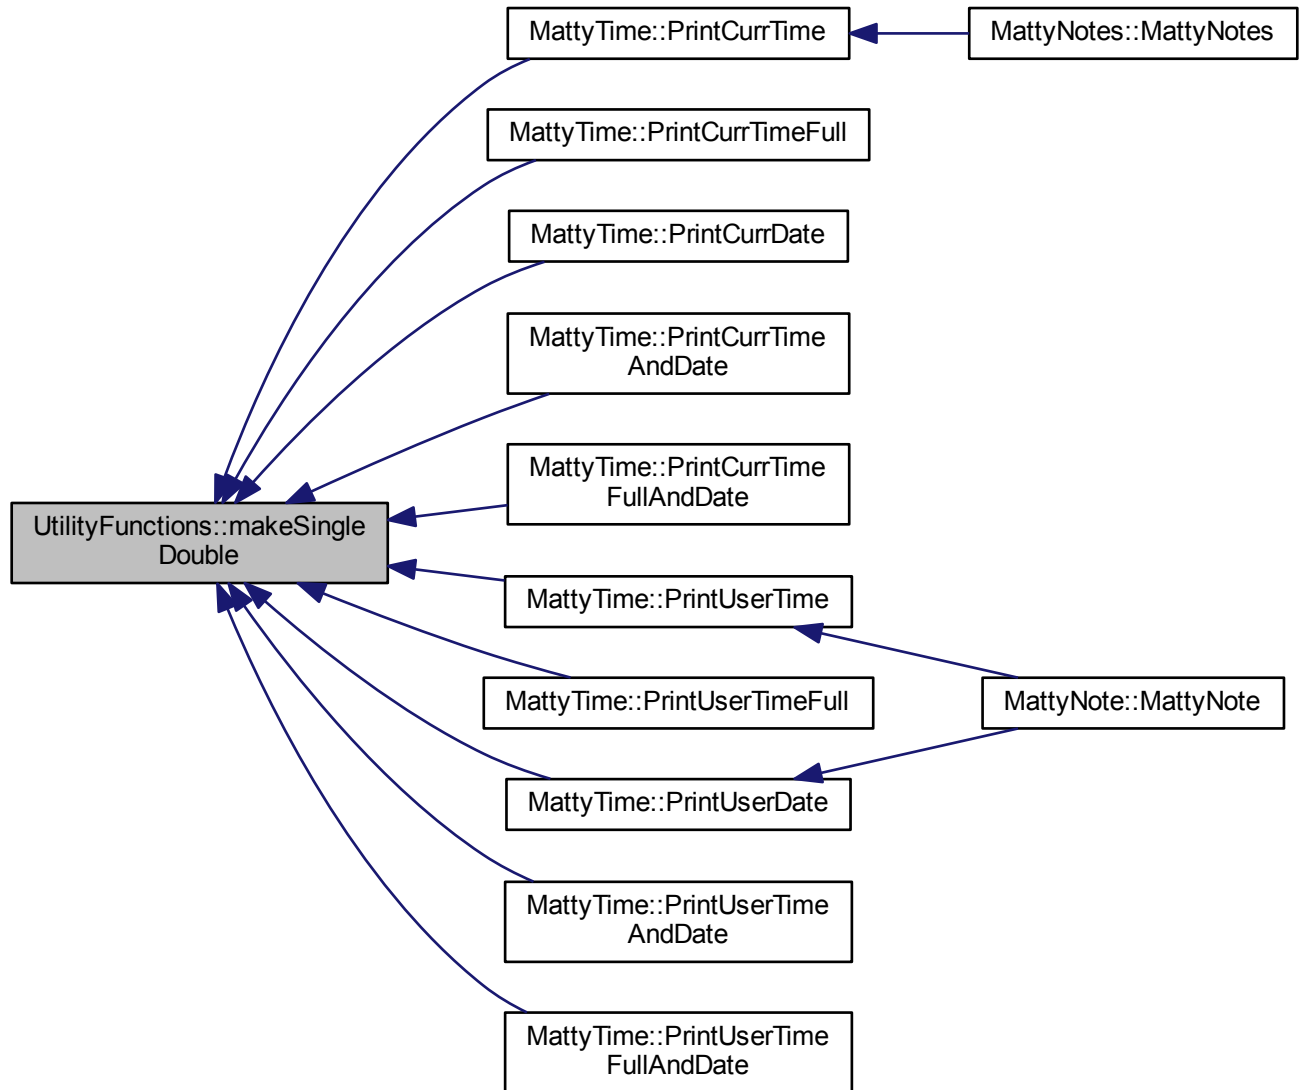 MattyTime::PrintCurrTime
MattyNotes::MattyNotes
MattyTime::PrintCurrTimeFull
MattyTime::PrintCurrDate
MattyTime::PrintCurrTime
AndDate
MattyTime::PrintCurrTime
FullAndDate
UtilityFunctions::makeSingle
Double
MattyTime::PrintUserTime
MattyTime::PrintUserTimeFull
MattyNote::MattyNote
MattyTime::PrintUserDate
MattyTime::PrintUserTime
AndDate
MattyTime::PrintUserTime
FullAndDate